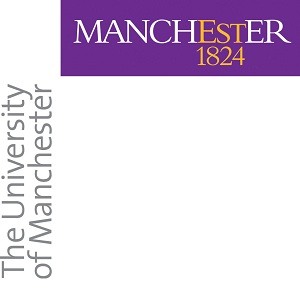 MANCHEsTER
1824
The University
of Manchester